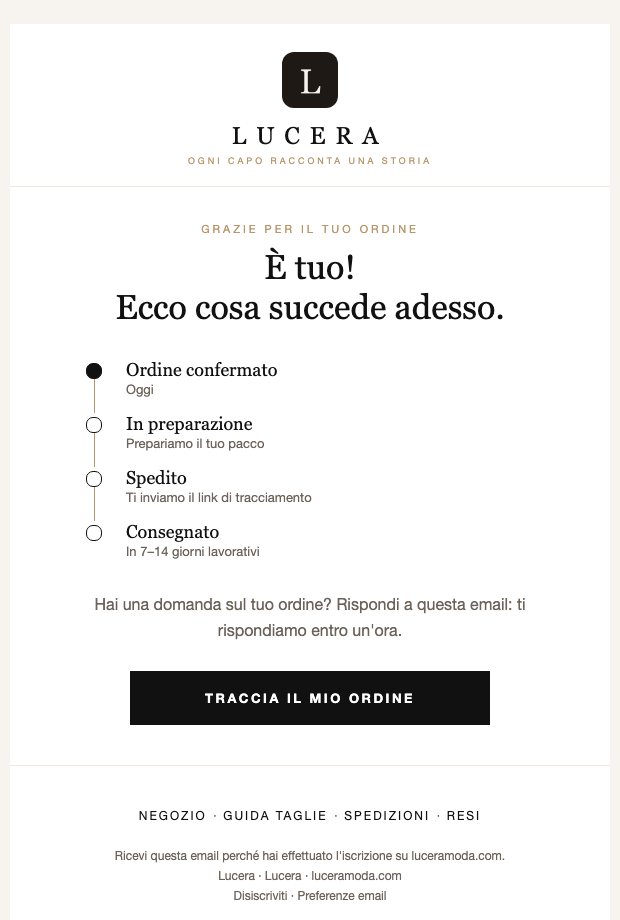 L
LUCERA
OGNI CAPO RACCONTA UNA STORIA
GRAZIE PER IL TUO ORDINE
È tuo!
Ecco cosa succede adesso.
Ordine confermato
Oggi
In preparazione
Prepariamo il tuo pacco
Spedito
Ti inviamo il link di tracciamento
Consegnato
In 7–14 giorni lavorativi
Hai una domanda sul tuo ordine? Rispondi a questa email: ti
rispondiamo entro un'ora.
TRACCIA IL MIO ORDINE
NEGOZIO · GUIDA TAGLIE · SPEDIZIONI · RESI
Ricevi questa email perché hai effettuato l'iscrizione su luceramoda.com.
Lucera · Lucera · luceramoda.com
Disiscriviti · Preferenze email